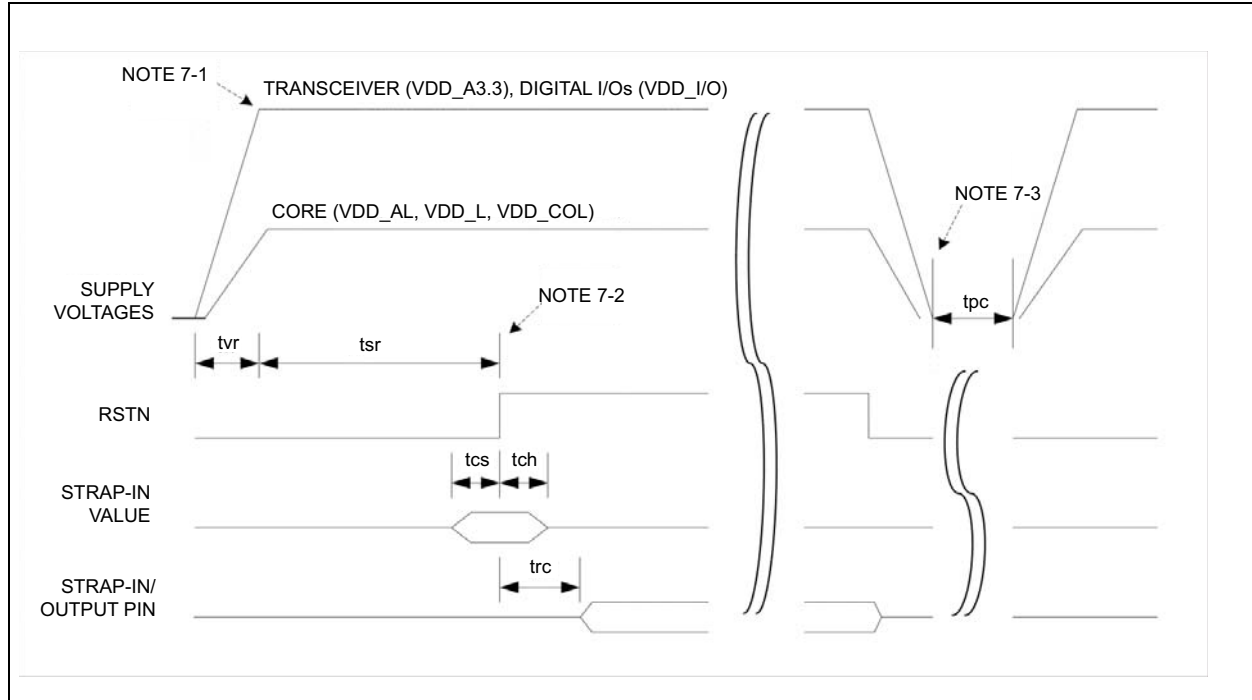 NOTE 7-1
TRANSCEIVER (VDD_A3.3), DIGITAL I/Os (VDD_I/O)
NOTE 7-3
CORE (VDD_AL, VDD_L, VDD_COL)
SUPPLY
VOLTAGES
NOTE 7-2
tpc
tvr
tsr
RSTN
tcs
tch
STRAP-IN
VALUE
trc
STRAP-IN/
OUTPUT PIN